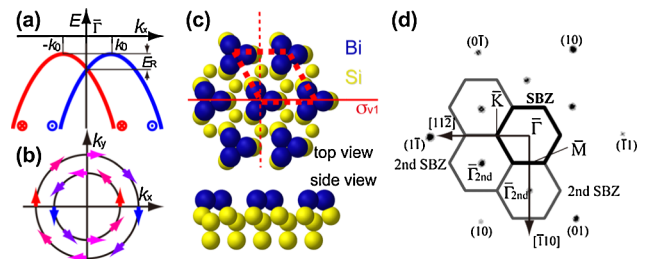 (a)
E
kx
-k0
Γ̅
k0
ER
(b)
ky
kx
(c)
Bi
Si
σv1
top view
side view
(d)
(01̅)
(10)
SBZ
K̅
[112̅]
Γ̅
(11̅)
M̅
(1̅1)
2nd SBZ
Γ̅2nd
Γ̅2nd
2nd SBZ
(10)
[1̅10]
(01)